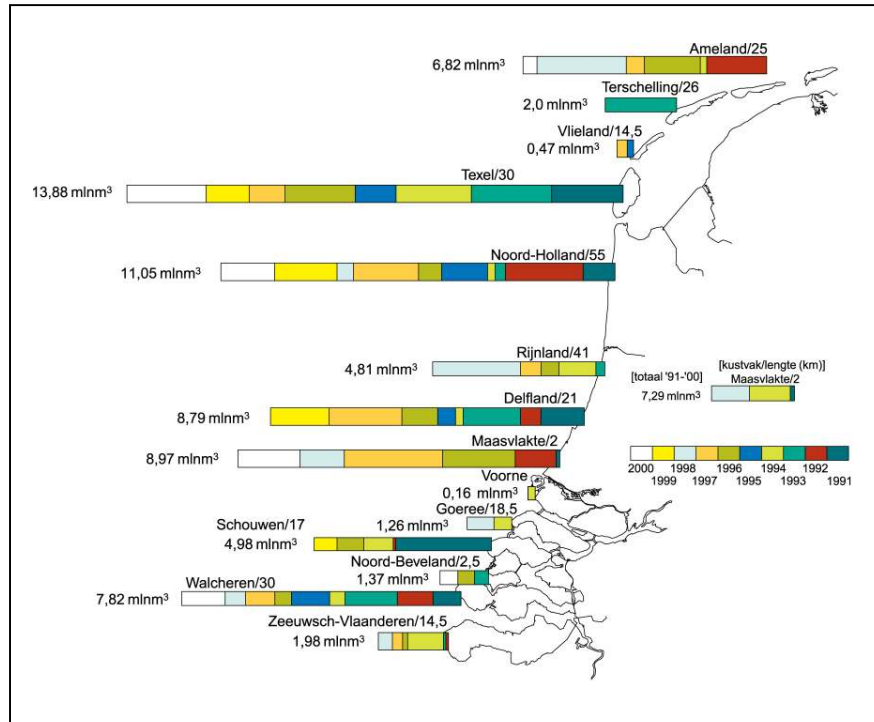 Ameland/25
6,82 mlnm³
Terschelling/26
2,0 mlnm³
Vlieland/14,5
0,47 mlnm³
Texel/30
13,88 mlnm³
Noord-Holland/55
11,05 mlnm³
Rijnland/41
4,81 mlnm³
[totaal '91-'00] [kustvak/lengte (km)]
Maasvlakte/2
7,29 mlnm³
Delfland/21
8,79 mlnm³
Maasvlakte/2
8,97 mlnm³
2000 1998 1996 1994 1992
1999 1997 1995 1993 1991
Voorne
0,16 mlnm³
Goeree/18,5
1,26 mlnm³
Schouwen/17
4,98 mlnm³
Noord-Beveland/2,5
1,37 mlnm³
Walcheren/30
7,82 mlnm³
Zeeuwsch-Vlaanderen/14,5
1,98 mlnm³